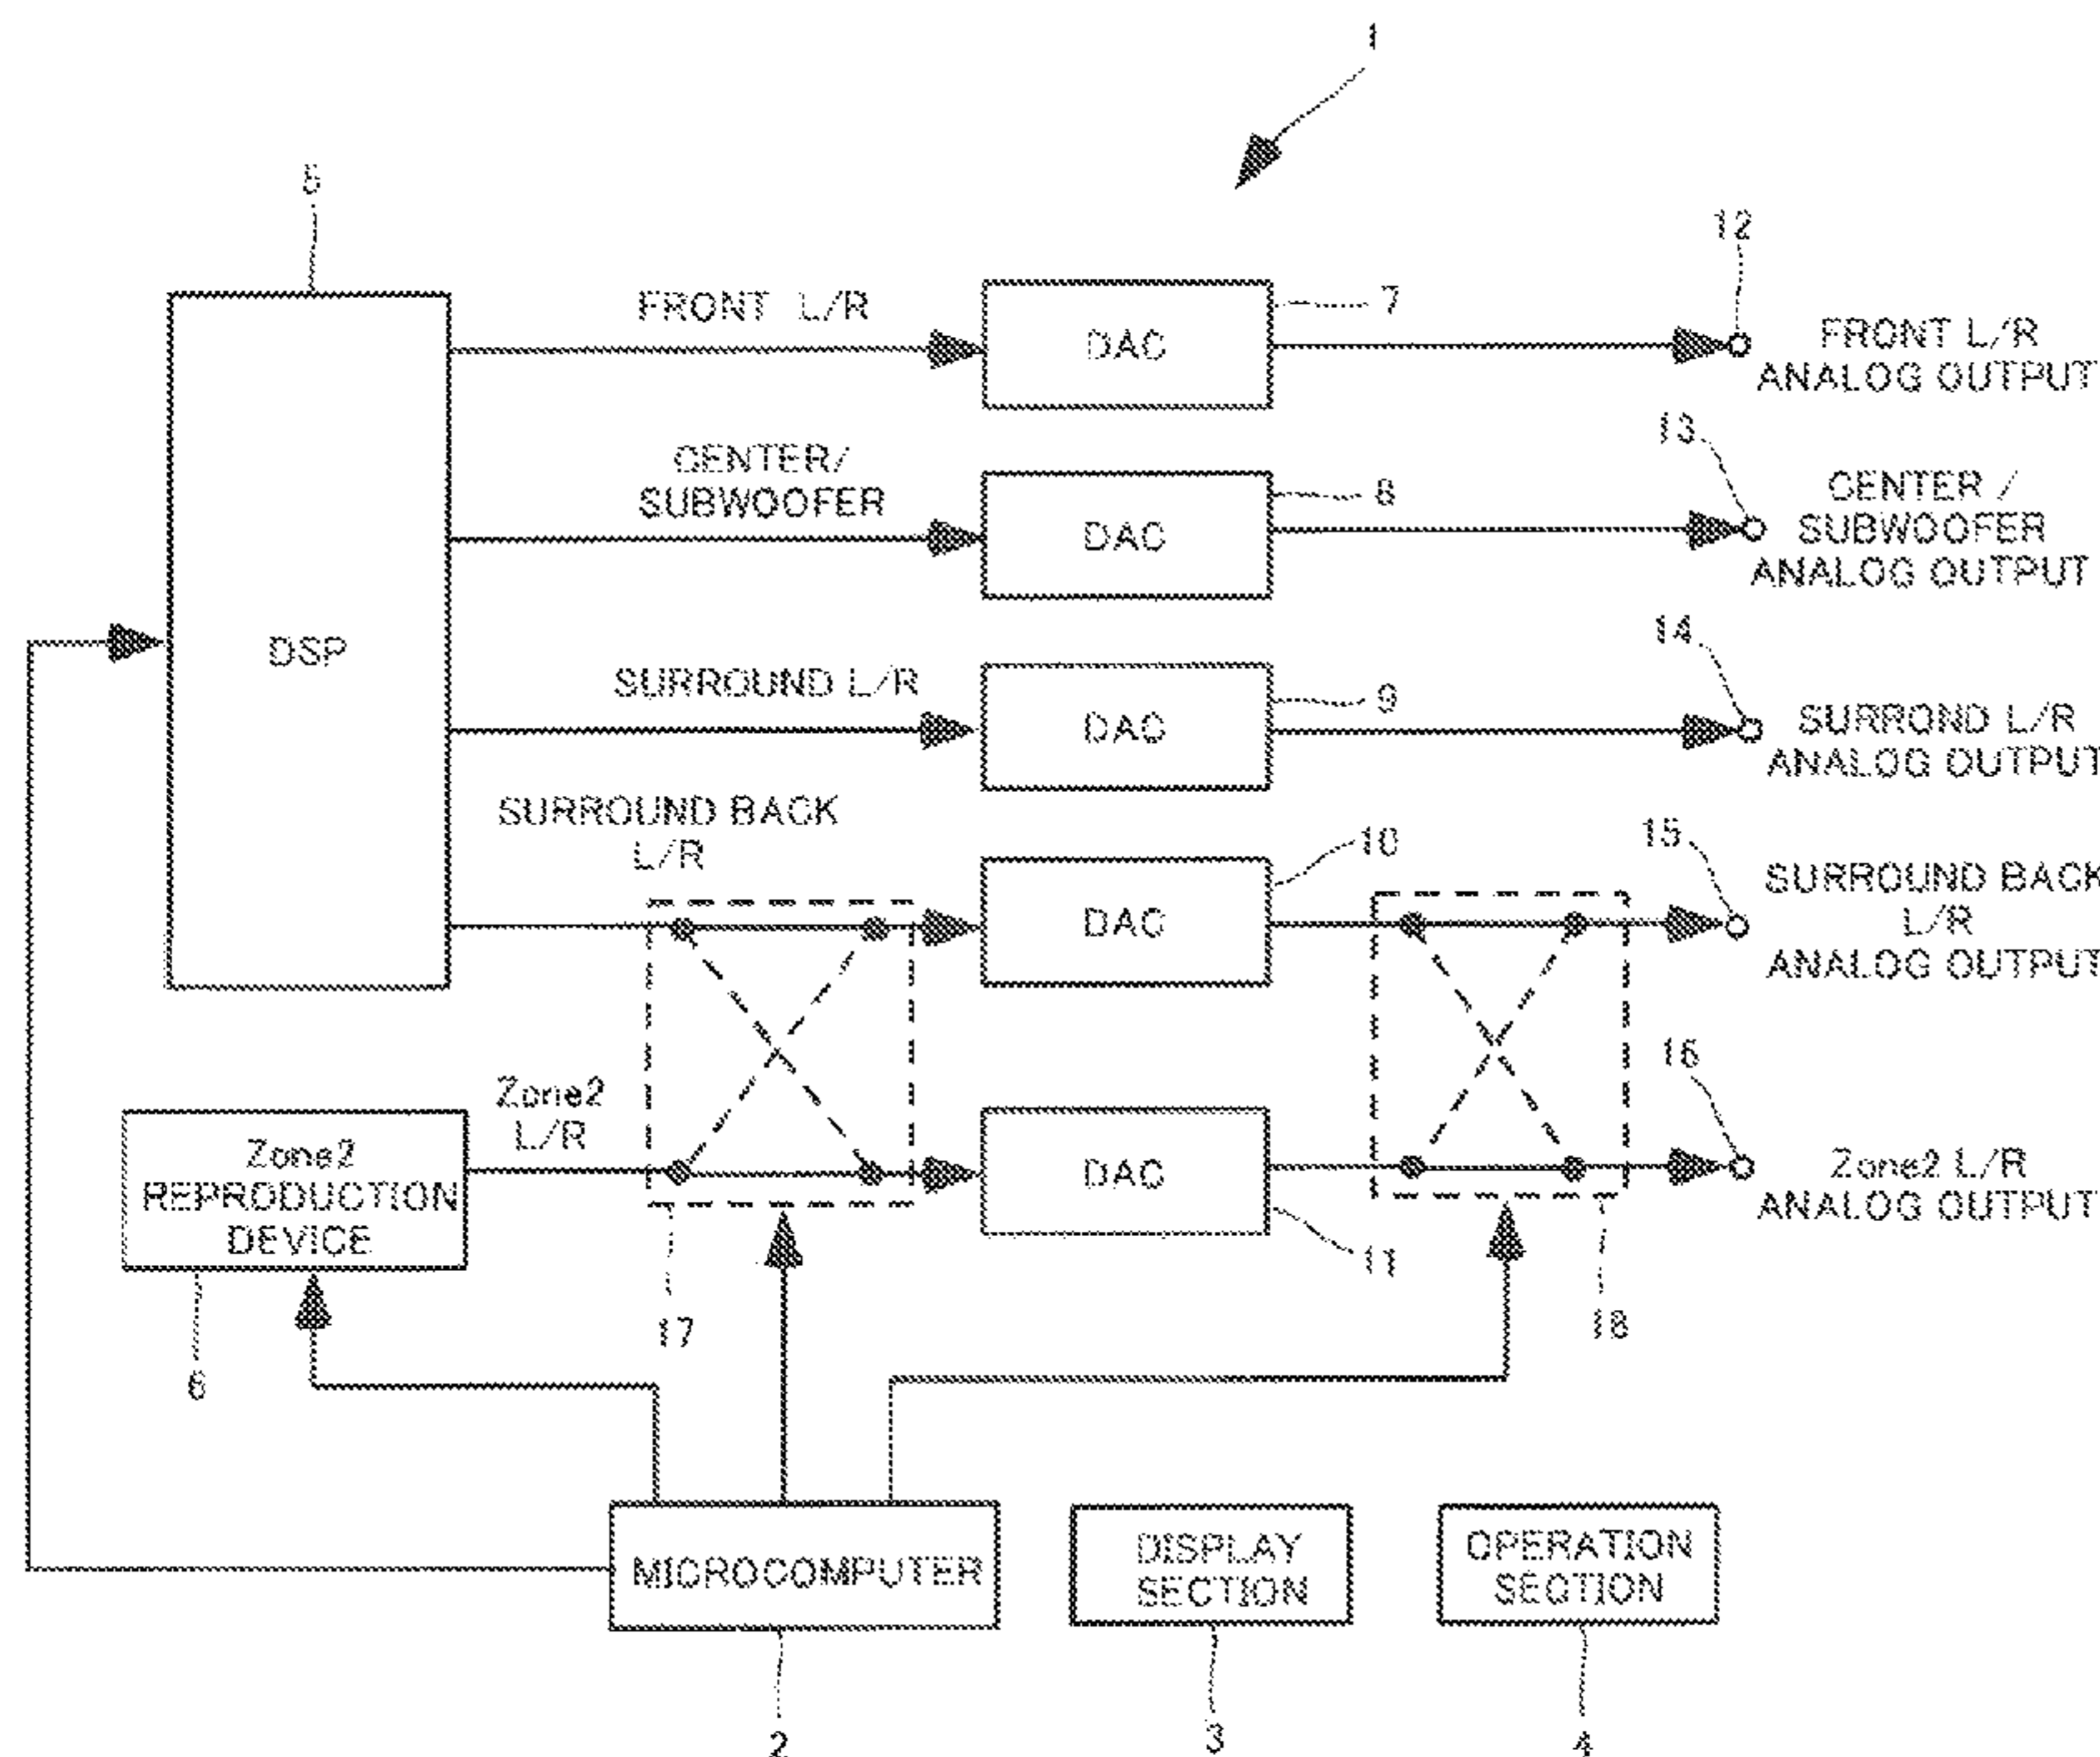 1
5
12
FRONT L/R
DAC
7
FRONT L/R
ANALOG OUTPUT
13
CENTER/
SUBWOOFER
DAC
8
CENTER /
SUBWOOFER
ANALOG OUTPUT
DSP
14
SURROUND L/R
DAC
9
SURROND L/R
ANALOG OUTPUT
SURROUND BACK
L/R
DAC
10
15
SURROUND BACK
L/R
ANALOG OUTPUT
16
Zone2
L/R
Zone2
REPRODUCTION
DEVICE
DAC
11
Zone2 L/R
ANALOG OUTPUT
6
17
18
MICROCOMPUTER
DISPLAY
SECTION
OPERATION
SECTION
2
3
4